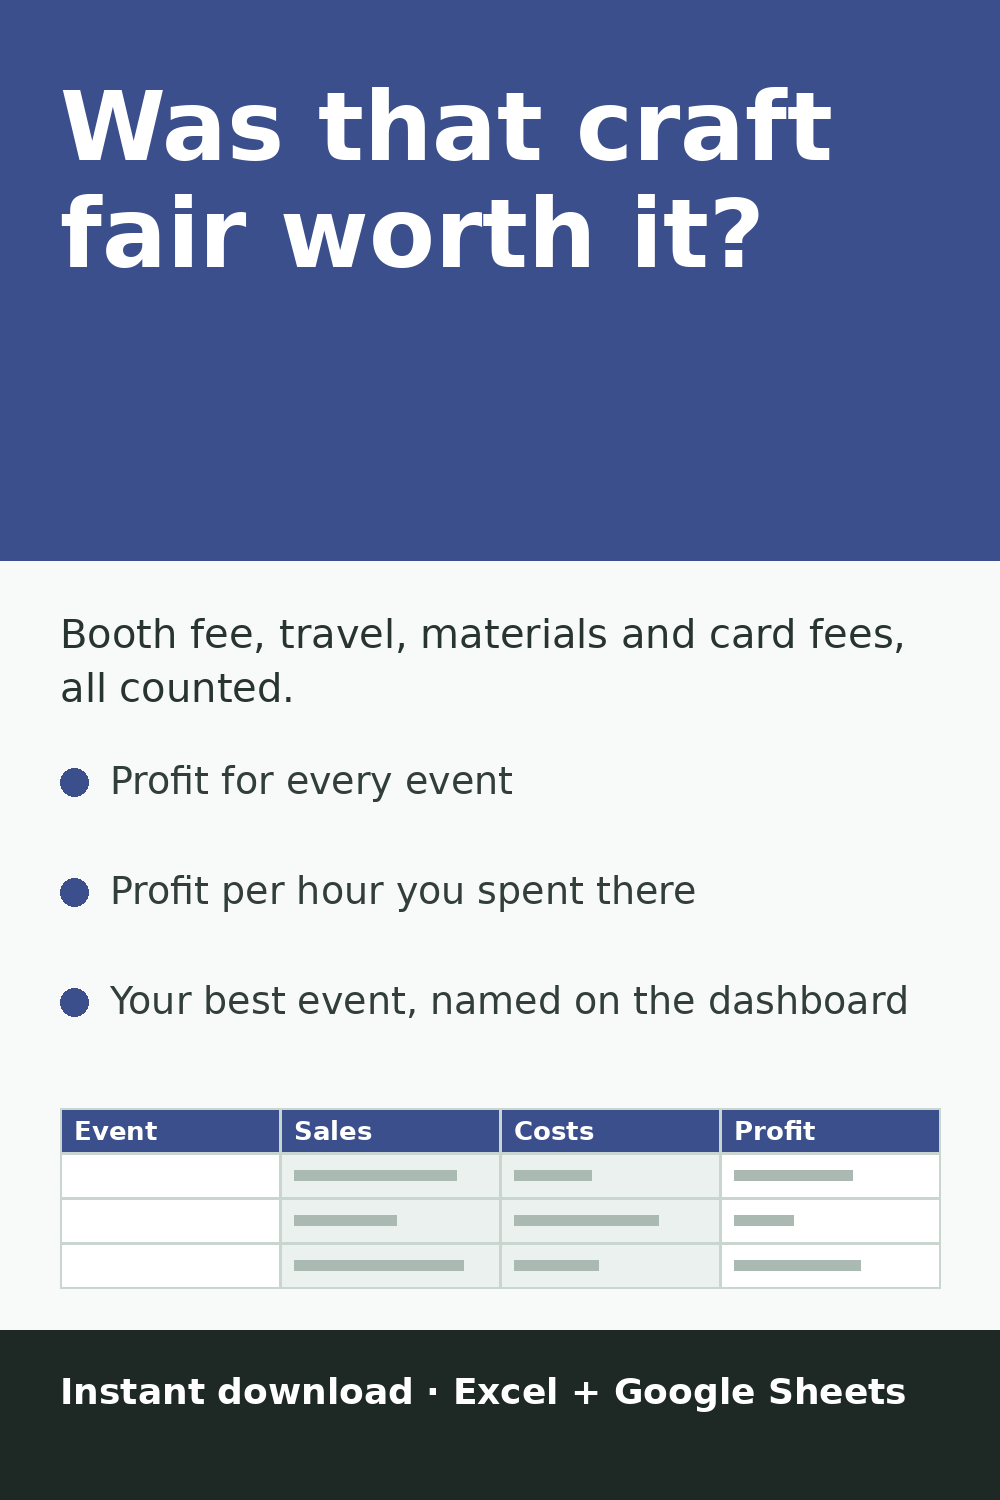 Was that craft
fair worth it?
Booth fee, travel, materials and card fees,
all counted.
Profit for every event
Profit per hour you spent there
Your best event, named on the dashboard
Event Sales Costs Profit
Instant download · Excel + Google Sheets